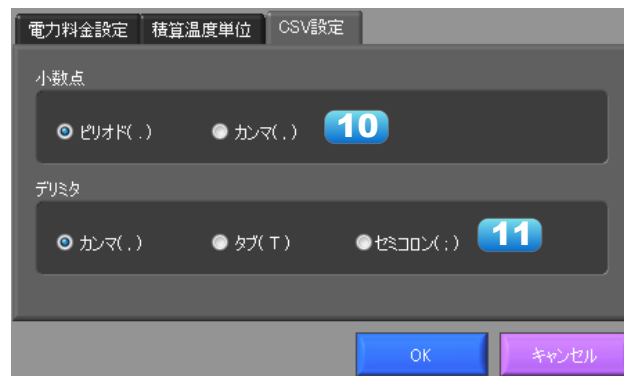 電力料金設定 積算温度単位 CSV設定
小数点
ピリオド(.) カンマ(,) 10
デリミタ
カンマ(,) タブ(T) セミコロン(;) 11
OK キャンセル